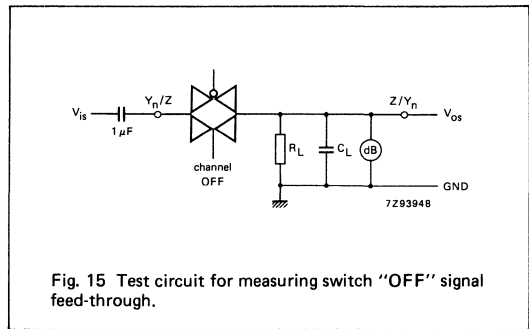 V_is
1 μF
Y_n/Z
channel
OFF
R_L
C_L
dB
Z/Y_n
V_os
GND
7Z93948
Fig. 15 Test circuit for measuring switch "OFF" signal
feed-through.